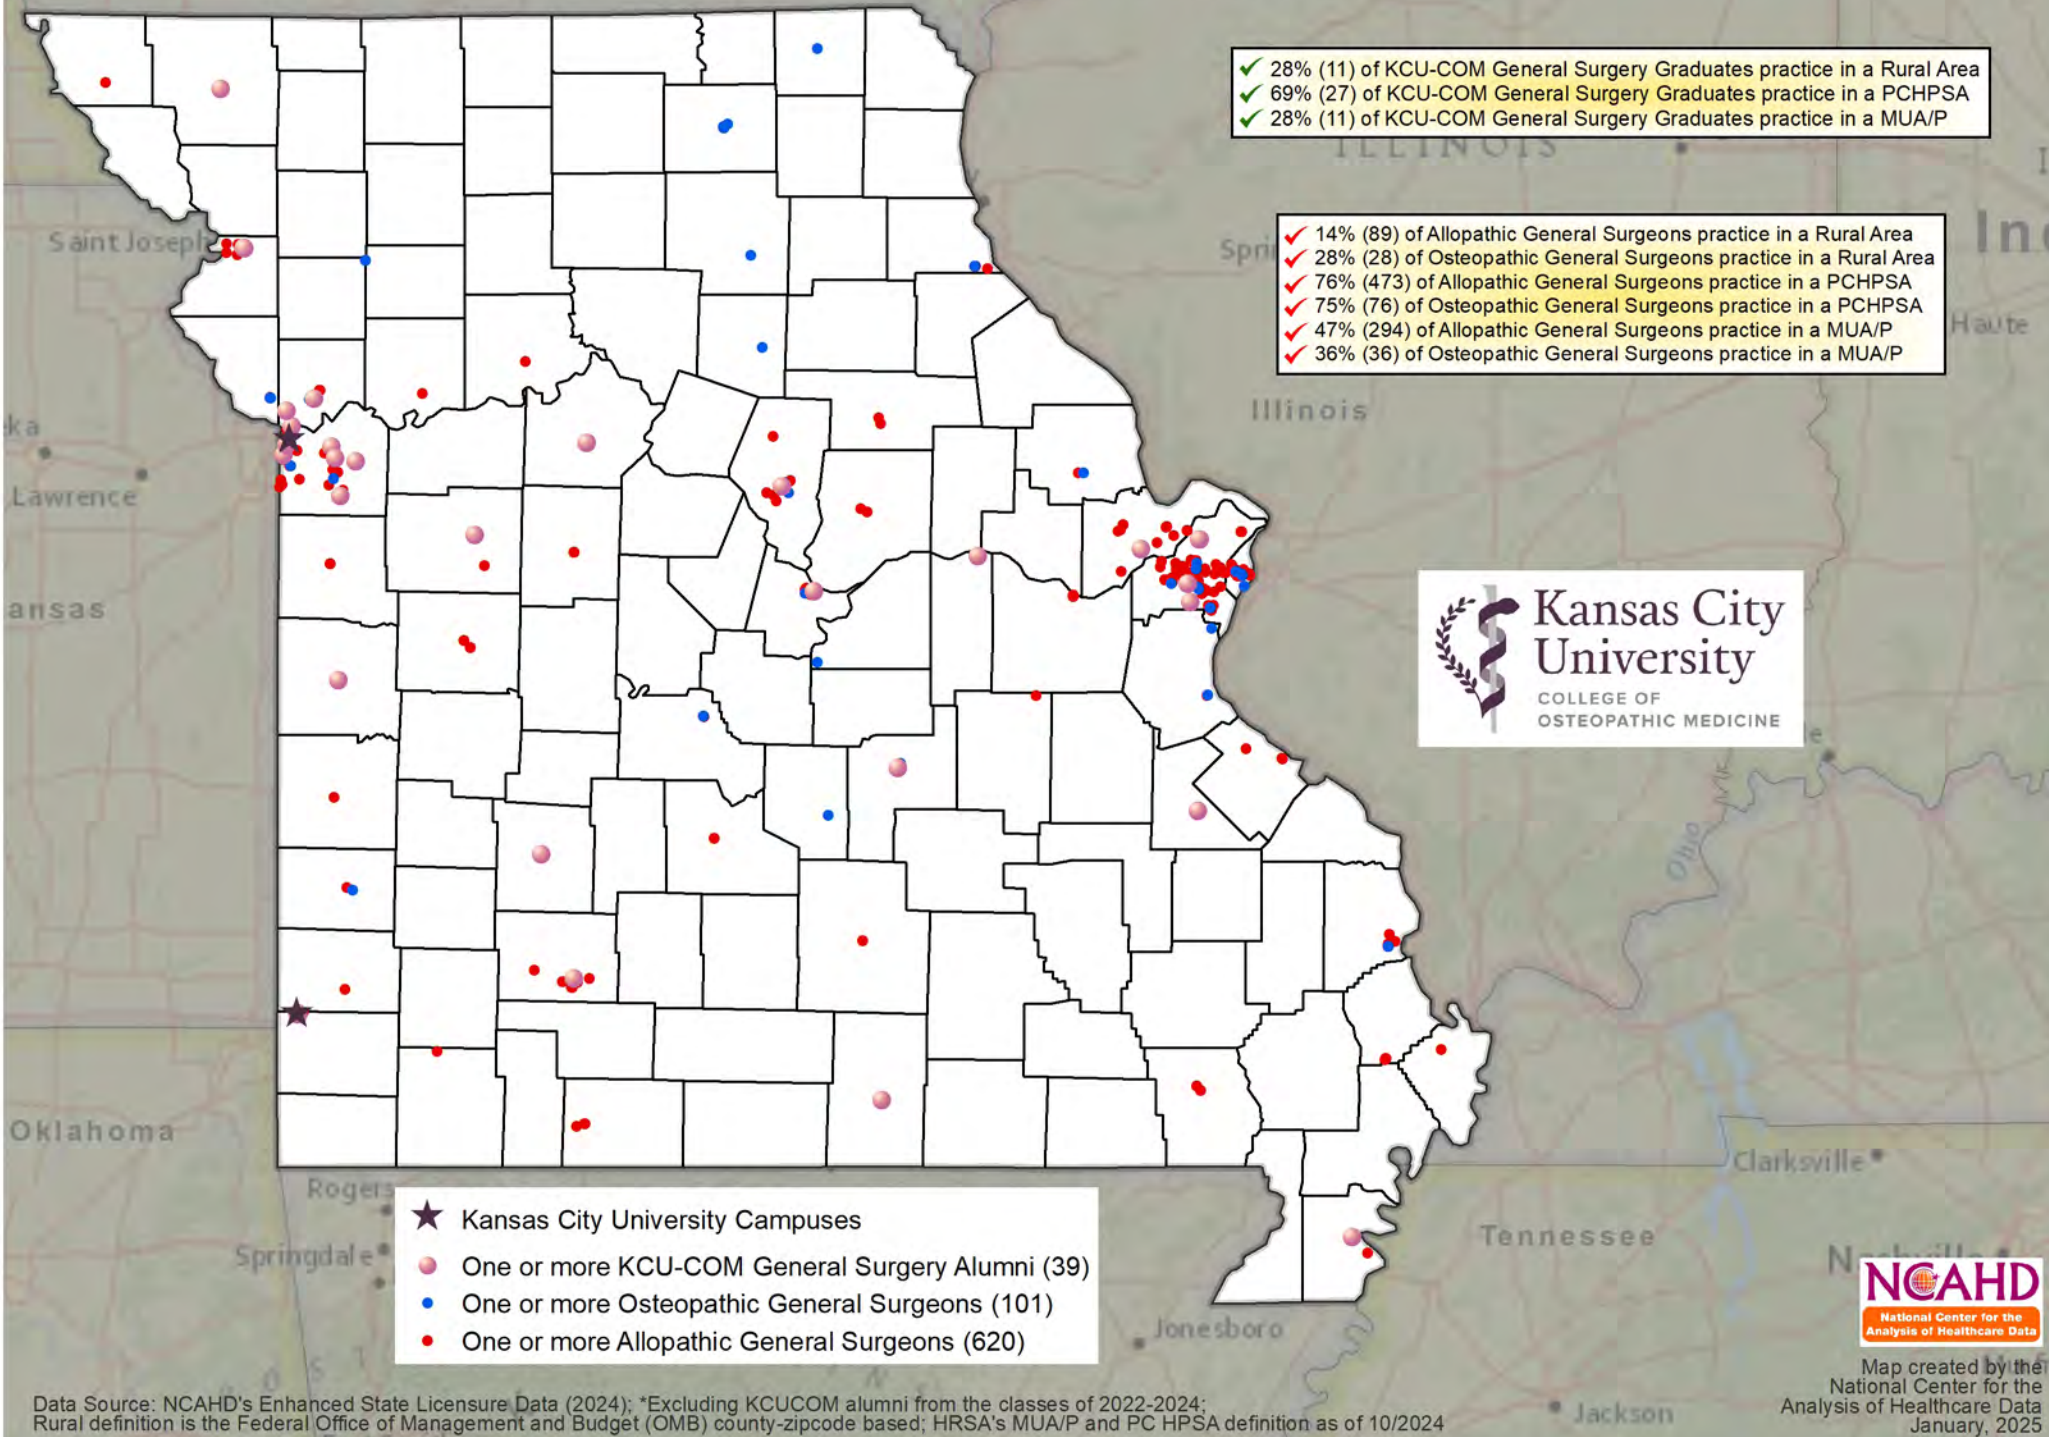 28% (11) of KCU-COM General Surgery Graduates practice in a Rural Area
69% (27) of KCU-COM General Surgery Graduates practice in a PCHPSA
28% (11) of KCU-COM General Surgery Graduates practice in a MUA/P
ILLINOIS
Saint Joseph
14% (89) of Allopathic General Surgeons practice in a Rural Area
28% (28) of Osteopathic General Surgeons practice in a Rural Area
76% (473) of Allopathic General Surgeons practice in a PCHPSA
75% (76) of Osteopathic General Surgeons practice in a PCHPSA
47% (294) of Allopathic General Surgeons practice in a MUA/P
36% (36) of Osteopathic General Surgeons practice in a MUA/P
Spri
Ind
Haute
Illinois
eka
Lawrence
ansas
Kansas City
University
COLLEGE OF
OSTEOPATHIC MEDICINE
Ohio
Oklahoma
Clarksville
Rogers
Springdale
Tennessee
Nashville
Kansas City University Campuses
One or more KCU-COM General Surgery Alumni (39)
One or more Osteopathic General Surgeons (101)
One or more Allopathic General Surgeons (620)
NCAHD
National Center for the
Analysis of Healthcare Data
Jonesboro
Jackson
Map created by the
National Center for the
Analysis of Healthcare Data
January, 2025
Data Source: NCAHD's Enhanced State Licensure Data (2024); *Excluding KCUCOM alumni from the classes of 2022-2024;
Rural definition is the Federal Office of Management and Budget (OMB) county-zipcode based; HRSA's MUA/P and PC HPSA definition as of 10/2024